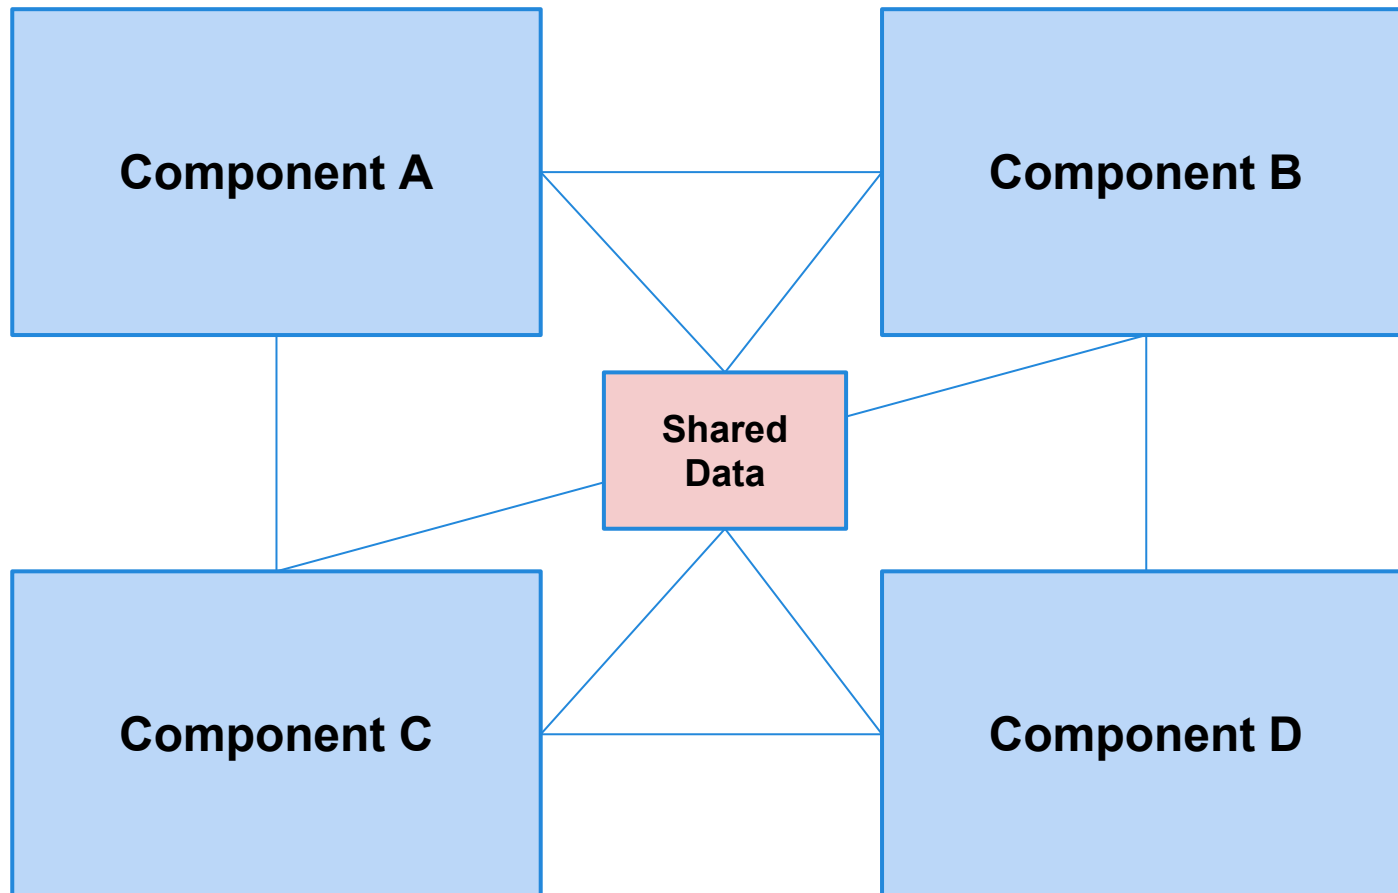 Component A
Component B
Shared
Data
Component C
Component D